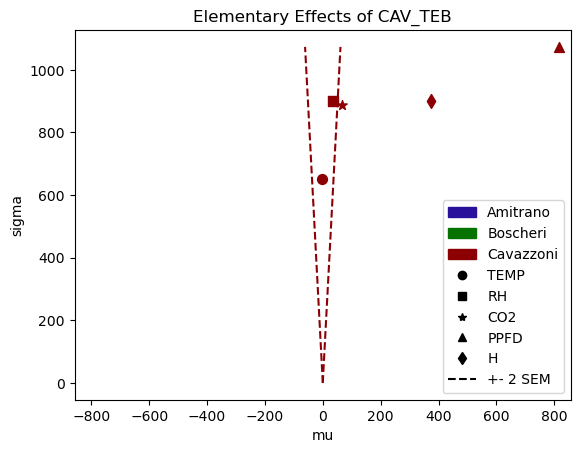 Elementary Effects of CAV_TEB
sigma
1000
800
600
400
200
0
Amitrano
Boscheri
Cavazzoni
TEMP
RH
CO2
PPFD
H
+- 2 SEM
−800 −600 −400 −200 0 200 400 600 800
mu